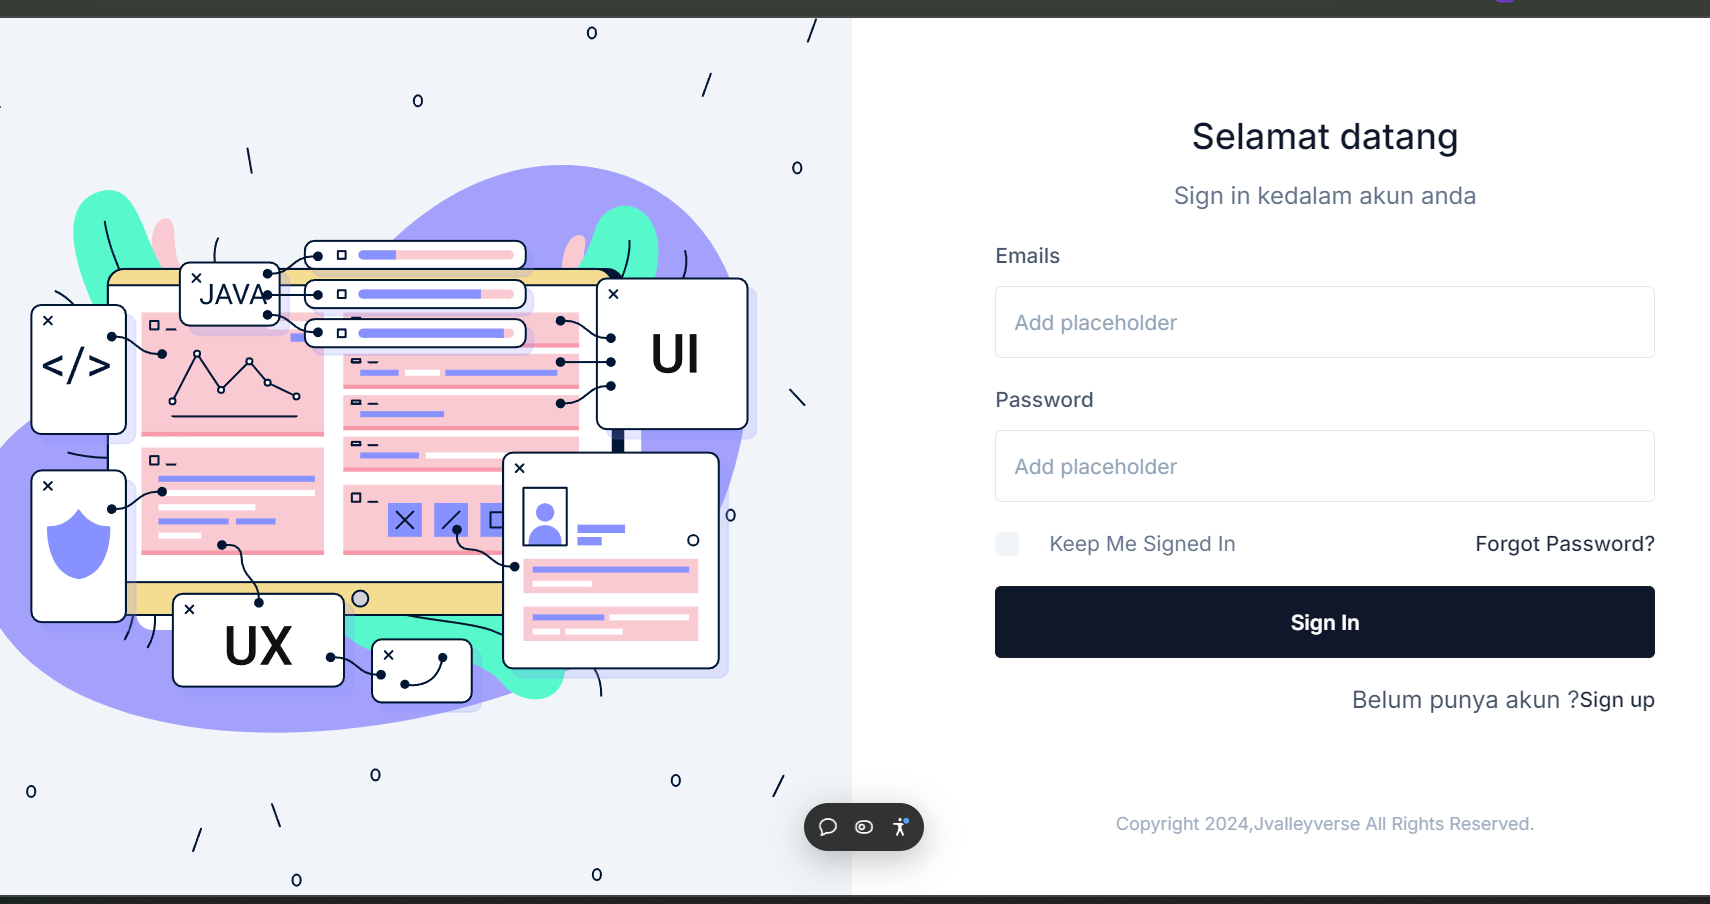 JAVA
</>
UI
UX
Selamat datang
Sign in kedalam akun anda
Emails
Add placeholder
Password
Add placeholder
Keep Me Signed In
Forgot Password?
Sign In
Belum punya akun ?Sign up
Copyright 2024,Jvalleyverse All Rights Reserved.